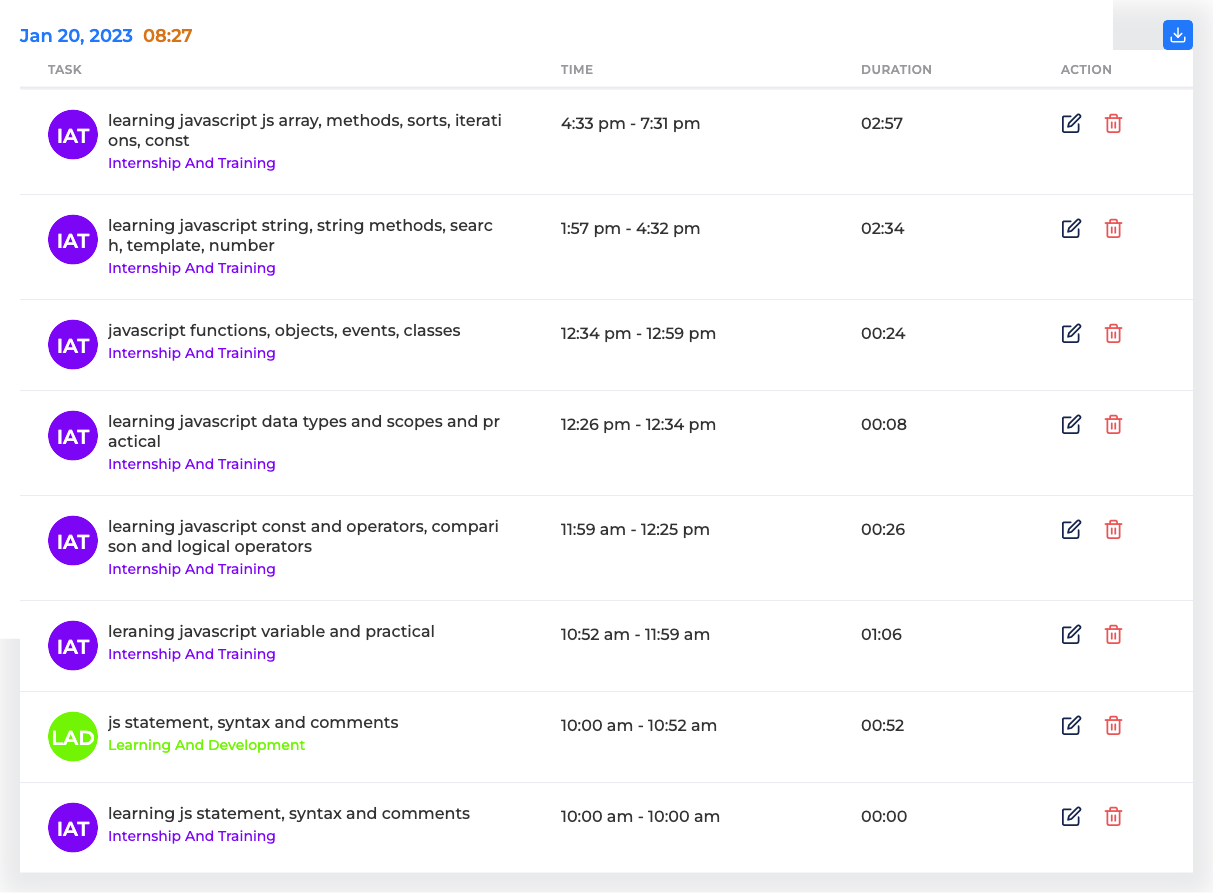 Jan 20, 2023 08:27
TASK TIME DURATION ACTION
IAT learning javascript js array, methods, sorts, iterati 4:33 pm - 7:31 pm 02:57
ons, const
Internship And Training
IAT learning javascript string, string methods, searc 1:57 pm - 4:32 pm 02:34
h, template, number
Internship And Training
IAT javascript functions, objects, events, classes 12:34 pm - 12:59 pm 00:24
Internship And Training
IAT learning javascript data types and scopes and pr 12:26 pm - 12:34 pm 00:08
actical
Internship And Training
IAT learning javascript const and operators, compari 11:59 am - 12:25 pm 00:26
son and logical operators
Internship And Training
IAT leraning javascript variable and practical 10:52 am - 11:59 am 01:06
Internship And Training
LAD js statement, syntax and comments 10:00 am - 10:52 am 00:52
Learning And Development
IAT learning js statement, syntax and comments 10:00 am - 10:00 am 00:00
Internship And Training